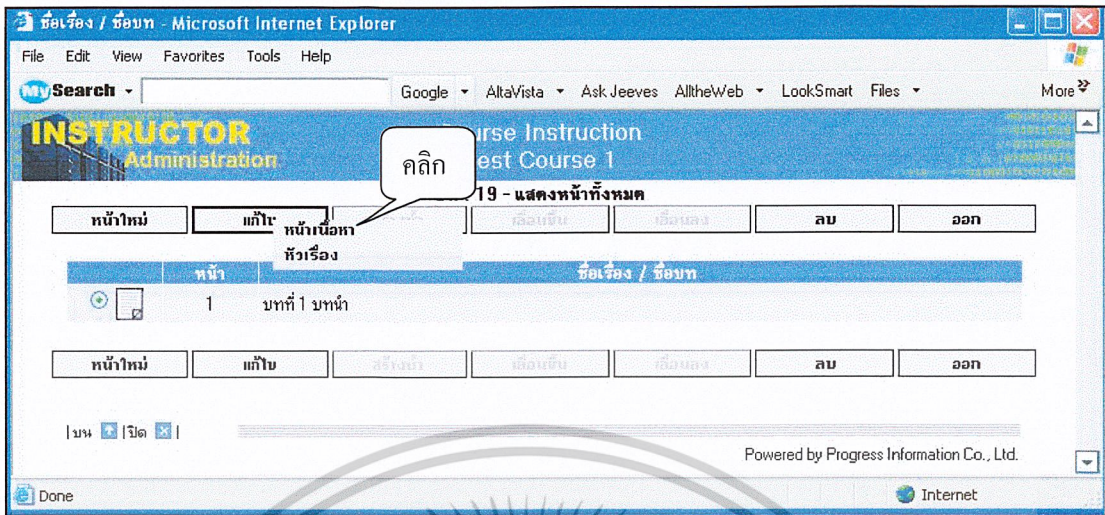 ชื่อเรื่อง / ชื่อบท - Microsoft Internet Explorer
File Edit View Favorites Tools Help
MySearch Google AltaVista Ask Jeeves AlltheWeb LookSmart Files More
INSTRUCTOR
Administration
urse Instruction
est Course 1
คลิก
19 - แสดงหน้าทั้งหมด
หน้าใหม่ แก้ไข เลื่อนขึ้น เลื่อนลง ลบ ออก
หน้าเนื้อหา
หัวเรื่อง
หน้า ชื่อเรื่อง / ชื่อบท
1 บทที่ 1 บทนำ
หน้าใหม่ แก้ไข สร้างนำ เลื่อนขึ้น เลื่อนลง ลบ ออก
|บน |ปิด |
Powered by Progress Information Co., Ltd.
Done Internet